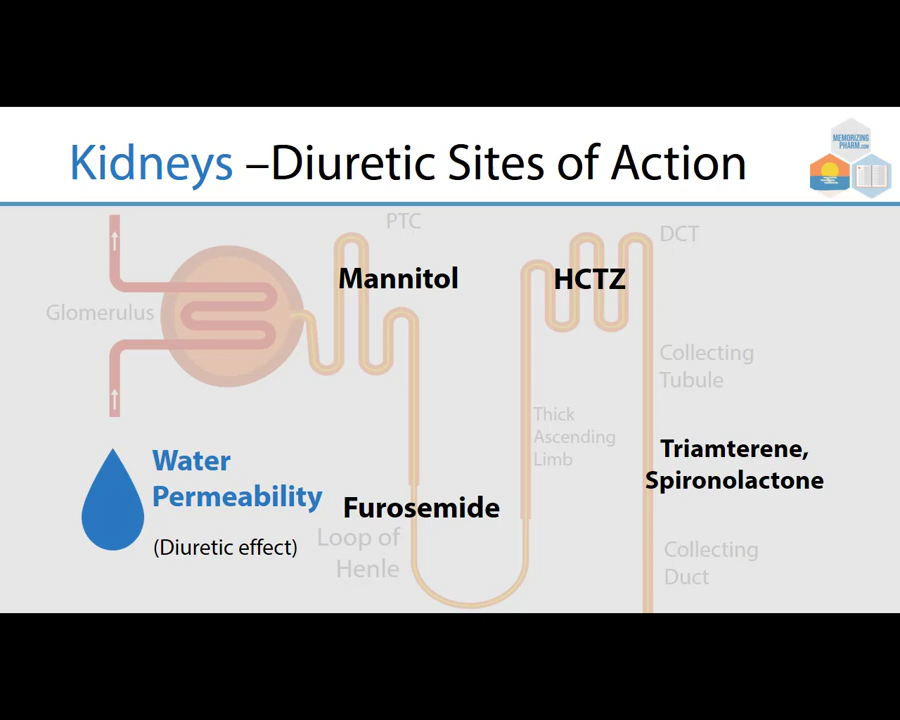 Kidneys –Diuretic Sites of Action
MEMORIZING
PHARM.COM
PTC
DCT
Mannitol
HCTZ
Glomerulus
Collecting
Tubule
Thick
Ascending
Limb
Triamterene,
Spironolactone
Water
Permeability
(Diuretic effect)
Furosemide
Loop of
Henle
Collecting
Duct